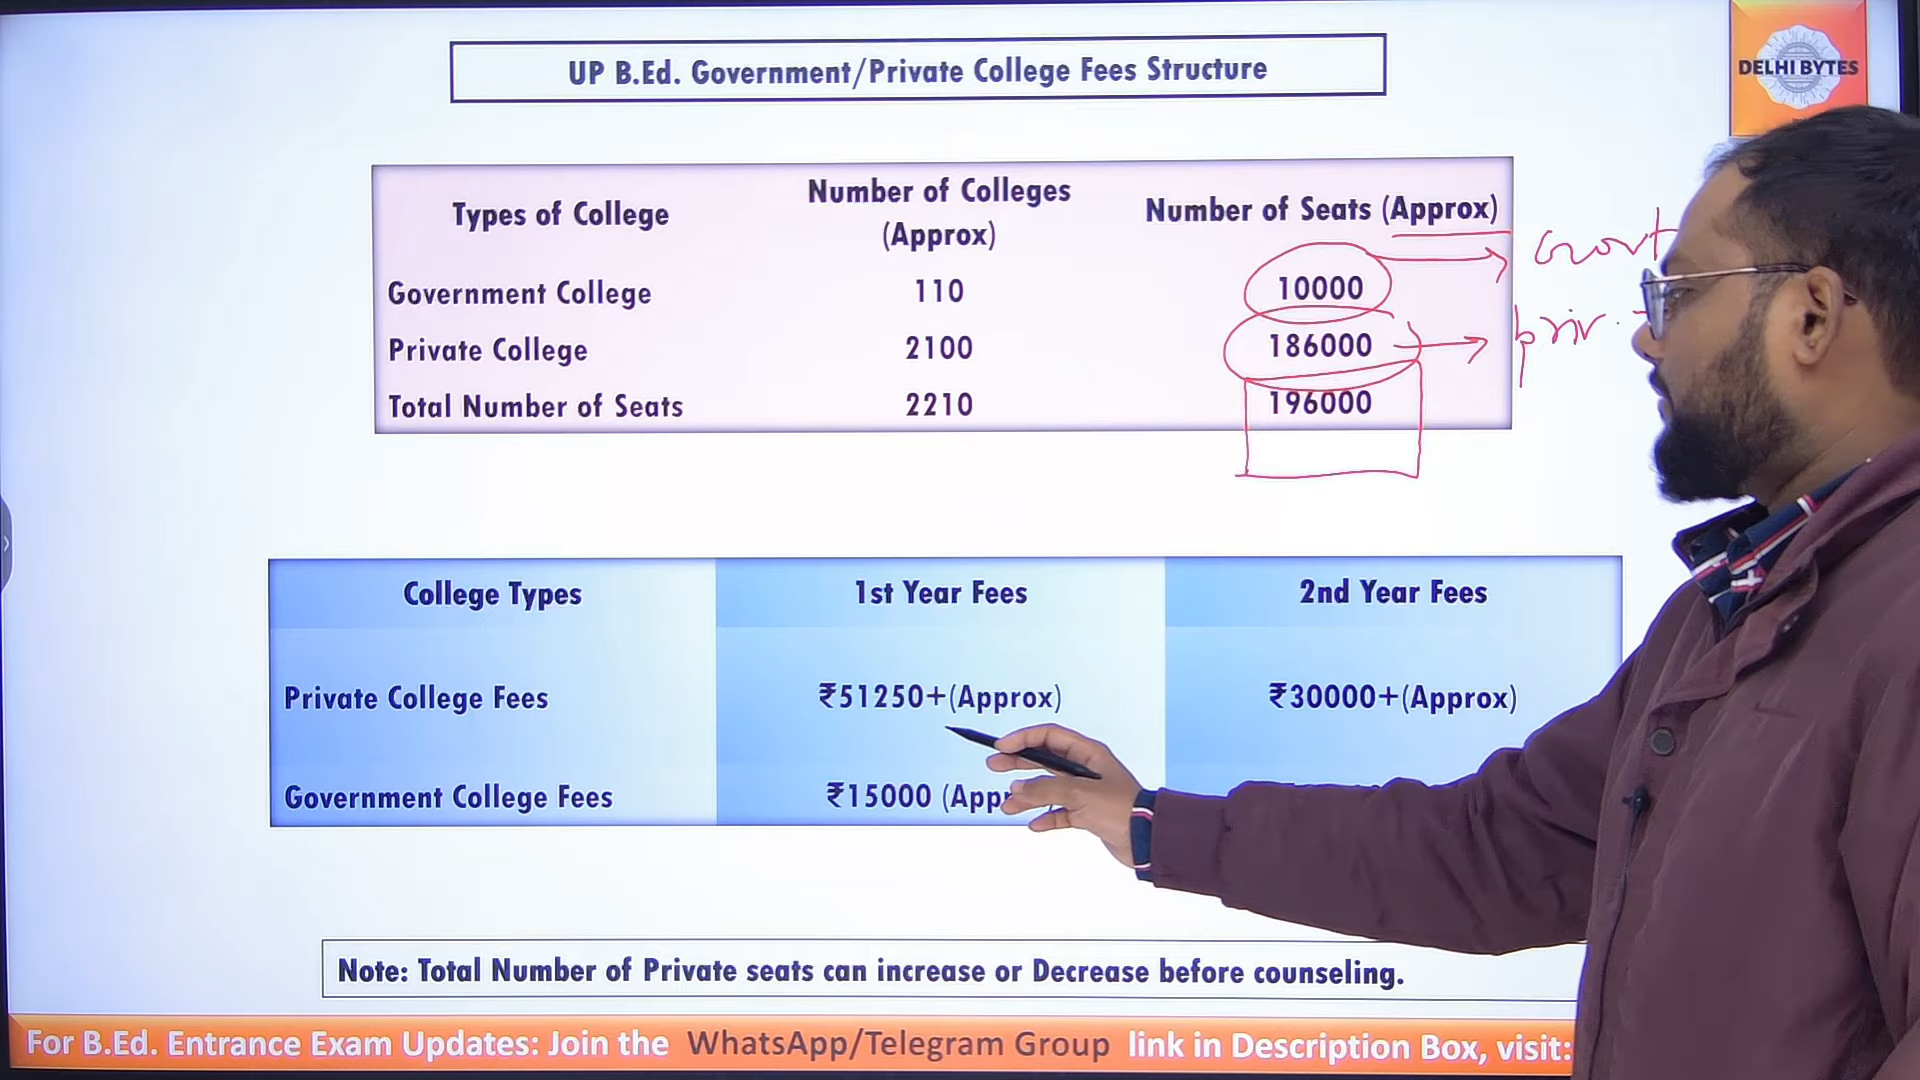 UP B.Ed. Government/Private College Fees Structure
DELHI BYTES
Types of College Number of Colleges (Approx) Number of Seats (Approx)
Government College 110 10000 Govt
Private College 2100 186000 priv.
Total Number of Seats 2210 196000
College Types 1st Year Fees 2nd Year Fees
Private College Fees ₹51250+(Approx) ₹30000+(Approx)
Government College Fees ₹15000
Note: Total Number of Private seats can increase or Decrease before counseling.
For B.Ed. Entrance Exam Updates: Join the WhatsApp/Telegram Group link in Description Box, visit: